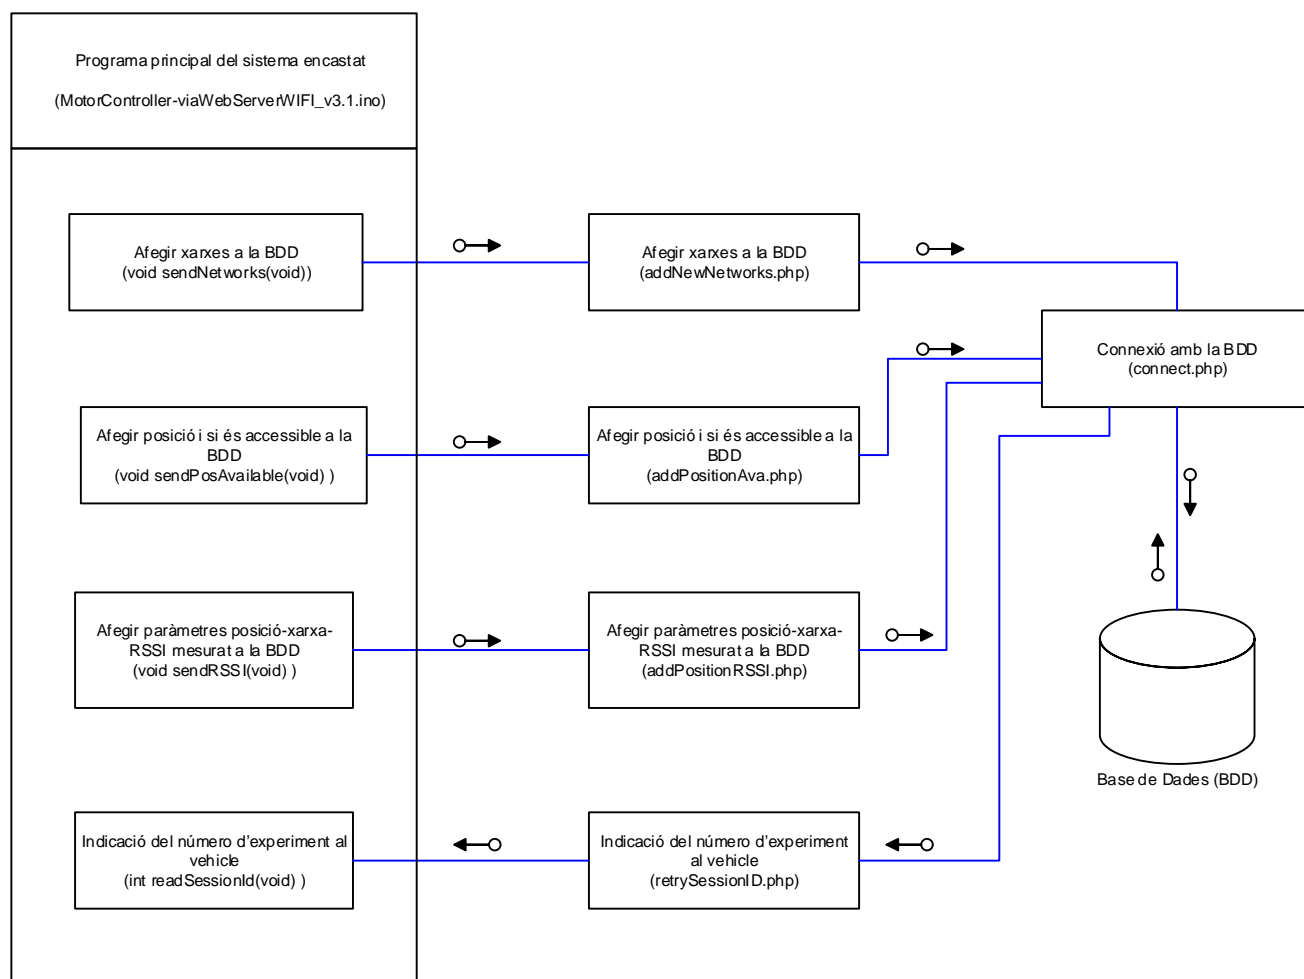 Programa principal del sistema encastat
(MotorController-viaWebServerWIFI_v3.1.ino)
Afegir xarxes a la BDD
(void sendNetworks(void))
Afegir xarxes a la BDD
(addNewNetworks.php)
Connexió amb la BDD
(connect.php)
Afegir posició i si és accessible a la
BDD
(void sendPosAvailable(void) )
Afegir posició i si és accessible a la
BDD
(addPositionAva.php)
Afegir paràmetres posició-xarxa-
RSSI mesurat a la BDD
(void sendRSSI(void) )
Afegir paràmetres posició-xarxa-
RSSI mesurat a la BDD
(addPositionRSSI.php)
Base de Dades (BDD)
Indicació del número d'experiment al
vehicle
(int readSessionId(void) )
Indicació del número d'experiment
al vehicle
(retrySessionID.php)